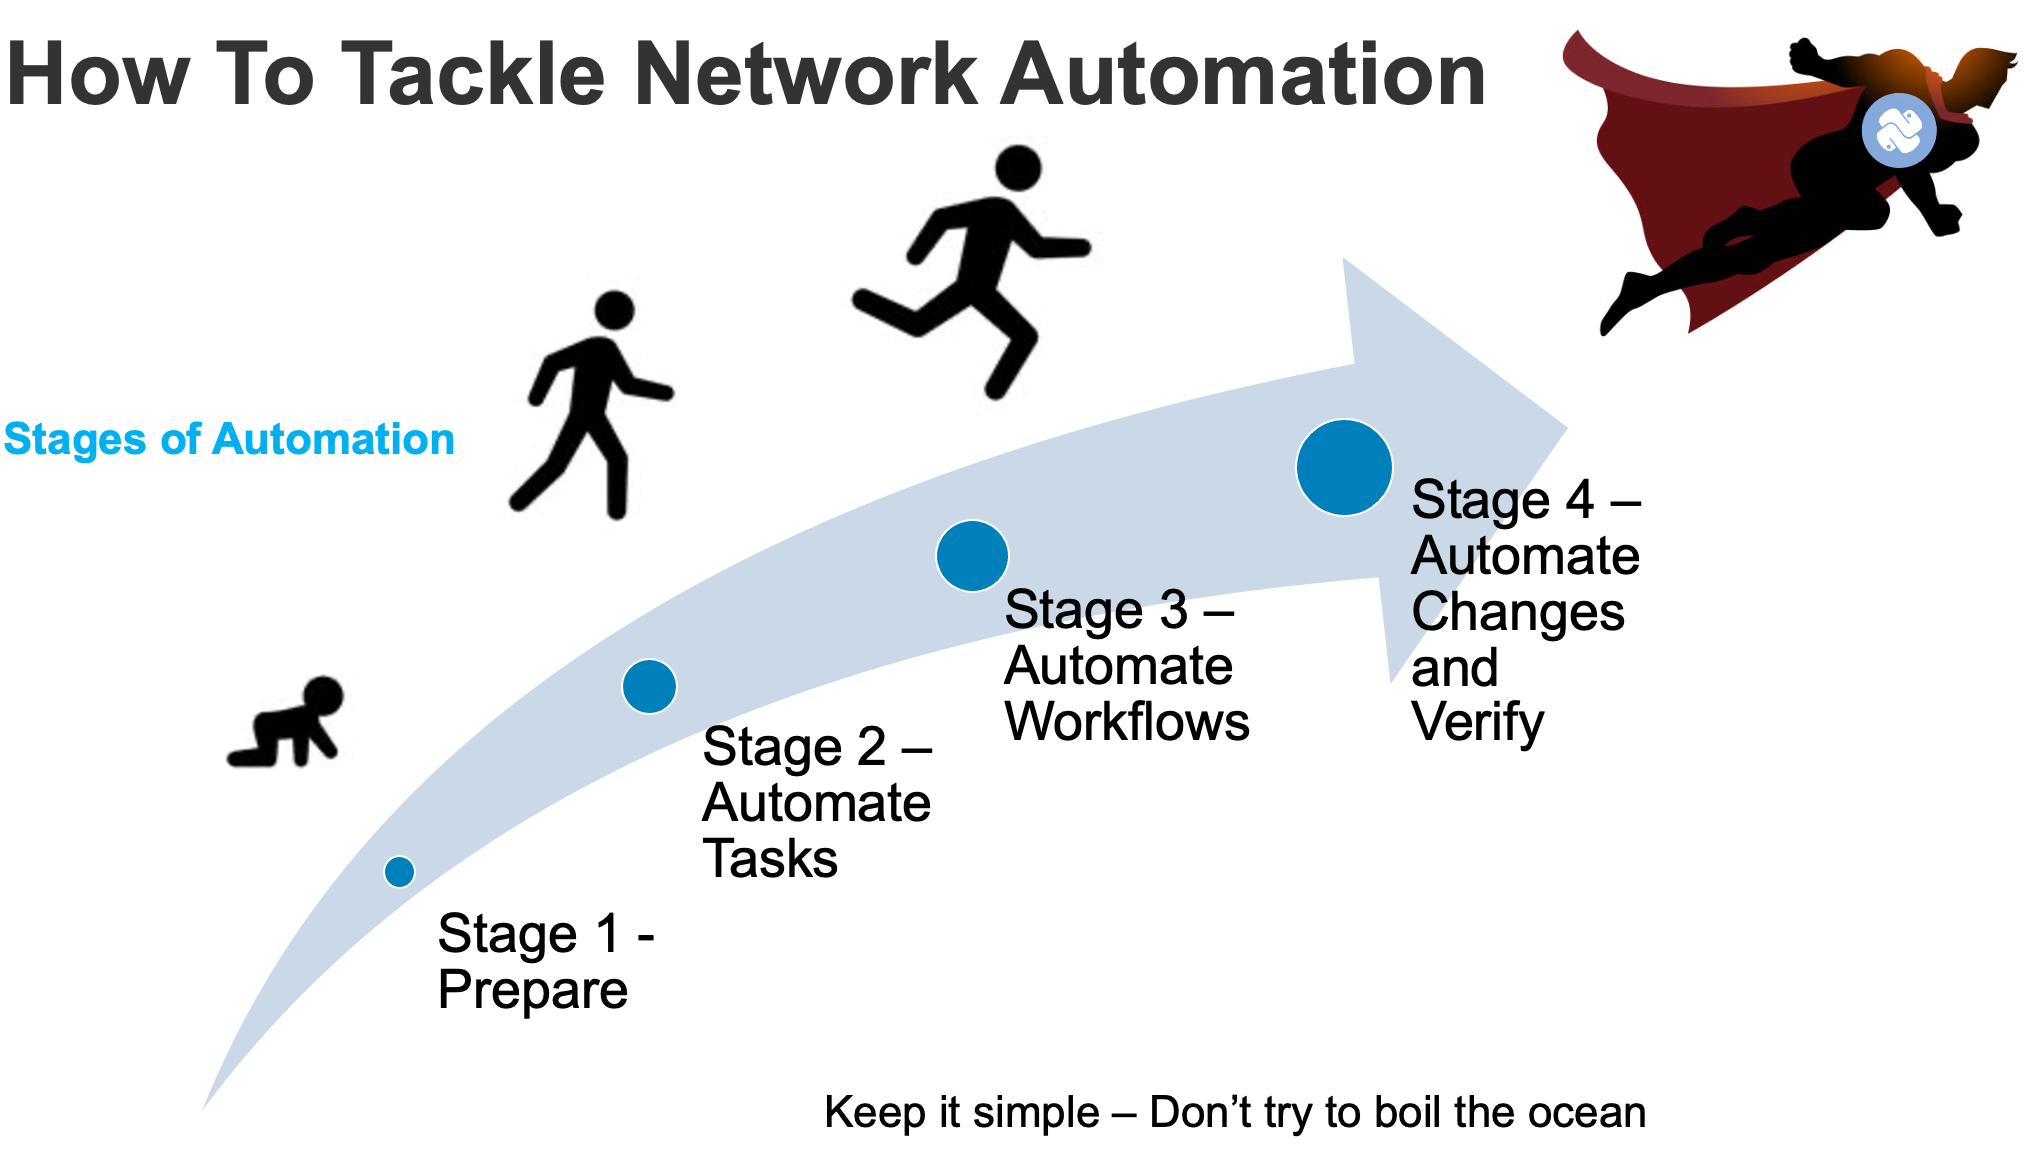 How To Tackle Network Automation
Stages of Automation
Stage 1 -
Prepare
Stage 2 –
Automate
Tasks
Stage 3 –
Automate
Workflows
Stage 4 –
Automate
Changes
and
Verify
Keep it simple – Don’t try to boil the ocean